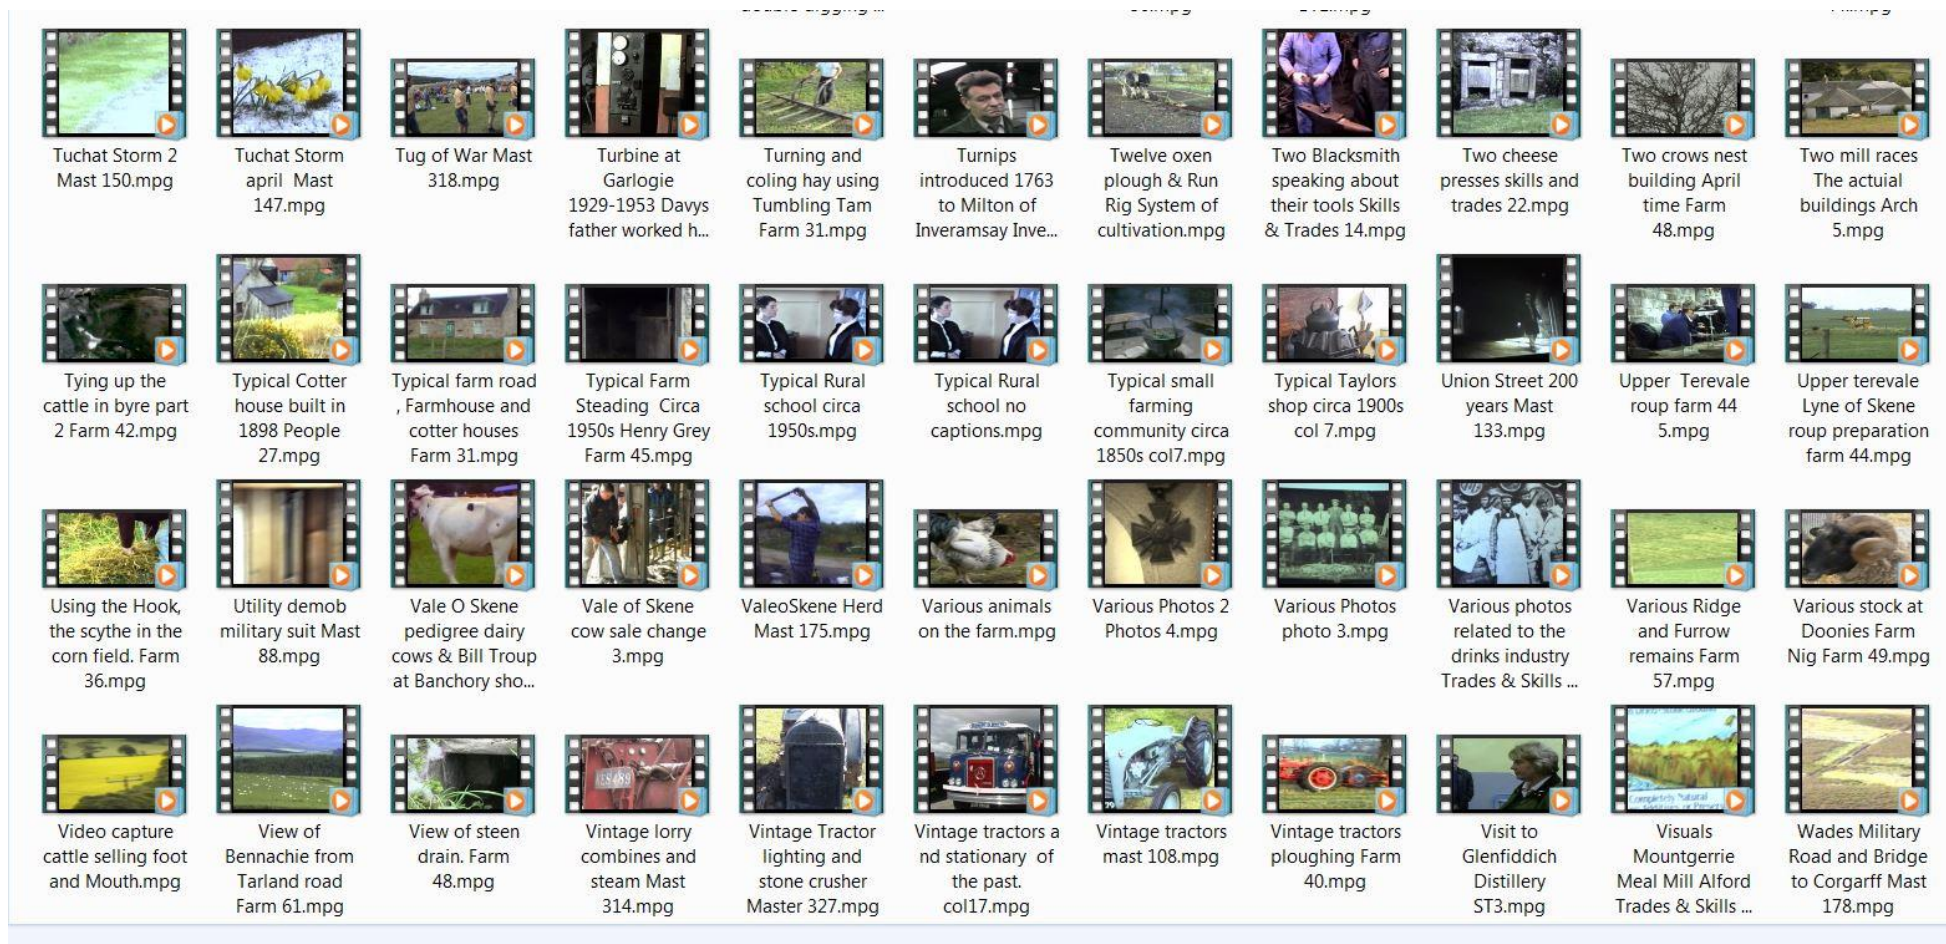 Tuchat Storm 2
Mast 150.mpg
Tuchat Storm
april  Mast
147.mpg
Tug of War Mast
318.mpg
Turbine at
Garlogie
1929-1953 Davys
father worked h...
Turning and
coling hay using
Tumbling Tam
Farm 31.mpg
Turnips
introduced 1763
to Milton of
Inveramsay Inve...
Twelve oxen
plough & Run
Rig System of
cultivation.mpg
Two Blacksmith
speaking about
their tools Skills
& Trades 14.mpg
Two cheese
presses skills and
trades 22.mpg
Two crows nest
building April
time Farm
48.mpg
Two mill races
The actuial
buildings Arch
5.mpg
Tying up the
cattle in byre part
2 Farm 42.mpg
Typical Cotter
house built in
1898 People
27.mpg
Typical farm road
, Farmhouse and
cotter houses
Farm 31.mpg
Typical Farm
Steading  Circa
1950s Henry Grey
Farm 45.mpg
Typical Rural
school circa
1950s.mpg
Typical Rural
school no
captions.mpg
Typical small
farming
community circa
1850s col7.mpg
Typical Taylors
shop circa 1900s
col 7.mpg
Union Street 200
years Mast
133.mpg
Upper  Terevale
roup farm 44
5.mpg
Upper terevale
Lyne of Skene
roup preparation
farm 44.mpg
Using the Hook,
the scythe in the
corn field. Farm
36.mpg
Utility demob
military suit Mast
88.mpg
Vale O Skene
pedigree dairy
cows & Bill Troup
at Banchory sho...
Vale of Skene
cow sale change
3.mpg
ValeoSkene Herd
Mast 175.mpg
Various animals
on the farm.mpg
Various Photos 2
Photos 4.mpg
Various Photos
photo 3.mpg
Various photos
related to the
drinks industry
Trades & Skills ...
Various Ridge
and Furrow
remains Farm
57.mpg
Various stock at
Doonies Farm
Nig Farm 49.mpg
Video capture
cattle selling foot
and Mouth.mpg
View of
Bennachie from
Tarland road
Farm 61.mpg
View of steen
drain. Farm
48.mpg
Vintage lorry
combines and
steam Mast
314.mpg
Vintage Tractor
lighting and
stone crusher
Master 327.mpg
Vintage tractors a
nd stationary  of
the past.
col17.mpg
Vintage tractors
mast 108.mpg
Vintage tractors
ploughing Farm
40.mpg
Visit to
Glenfiddich
Distillery
ST3.mpg
Completely Natural
Visuals
Mountgerrie
Meal Mill Alford
Trades & Skills ...
Wades Military
Road and Bridge
to Corgarff Mast
178.mpg